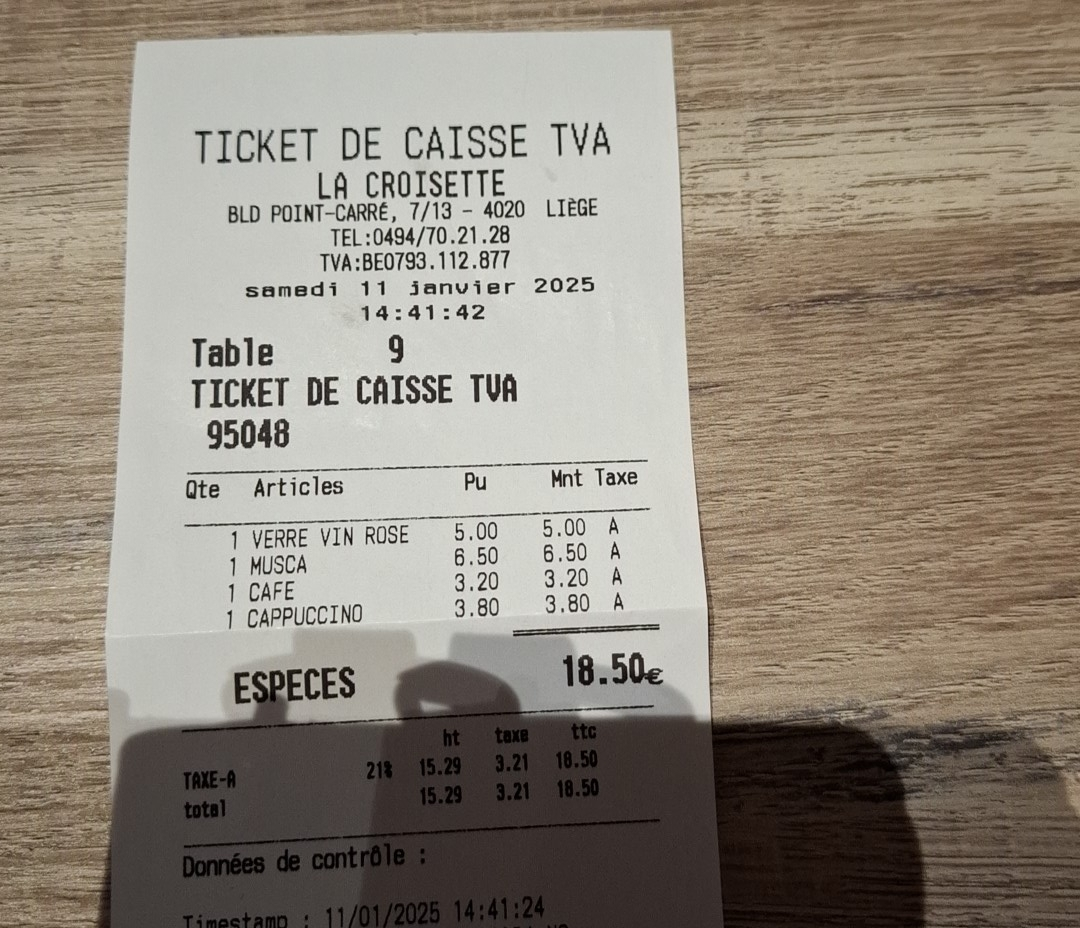 TICKET DE CAISSE TVA
LA CROISETTE
BLD POINT-CARRÉ, 7/13 - 4020 LIÈGE
TEL:0494/70.21.28
TVA:BE0793.112.877
samedi 11 janvier 2025
14:41:42
Table 9
TICKET DE CAISSE TVA
95048
Qte Articles Pu Mnt Taxe
1 VERRE VIN ROSE 5.00 5.00 A
1 MUSCA 6.50 6.50 A
1 CAFE 3.20 3.20 A
1 CAPPUCCINO 3.80 3.80 A
ESPECES 18.50€
ht taxe ttc
TAXE-A 21% 15.29 3.21 18.50
total 15.29 3.21 18.50
Données de contrôle :
Timestamp : 11/01/2025 14:41:24